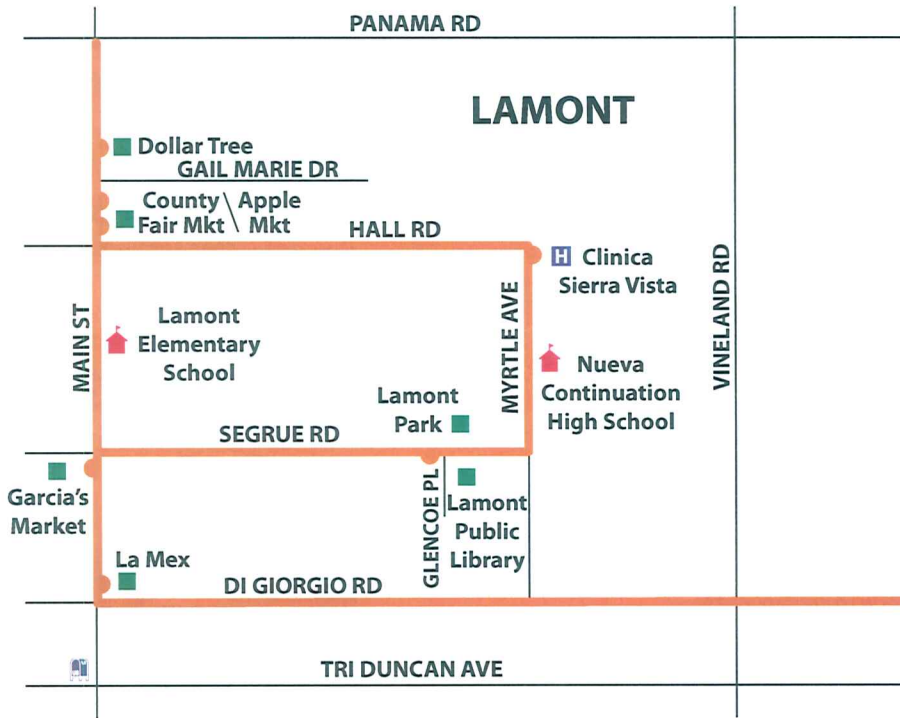 PANAMA RD
LAMONT
Dollar Tree
GAIL MARIE DR
County \ Apple
Fair Mkt \ Mkt
HALL RD
H Clinica
Sierra Vista
MAIN ST
Lamont
Elementary
School
MYRTLE AVE
VINELAND RD
Nueva
Continuation
High School
Lamont
Park
SEGRUE RD
Garcia's
Market
GLENCOE PL
Lamont
Public
Library
La Mex
DI GIORGIO RD
TRI DUNCAN AVE